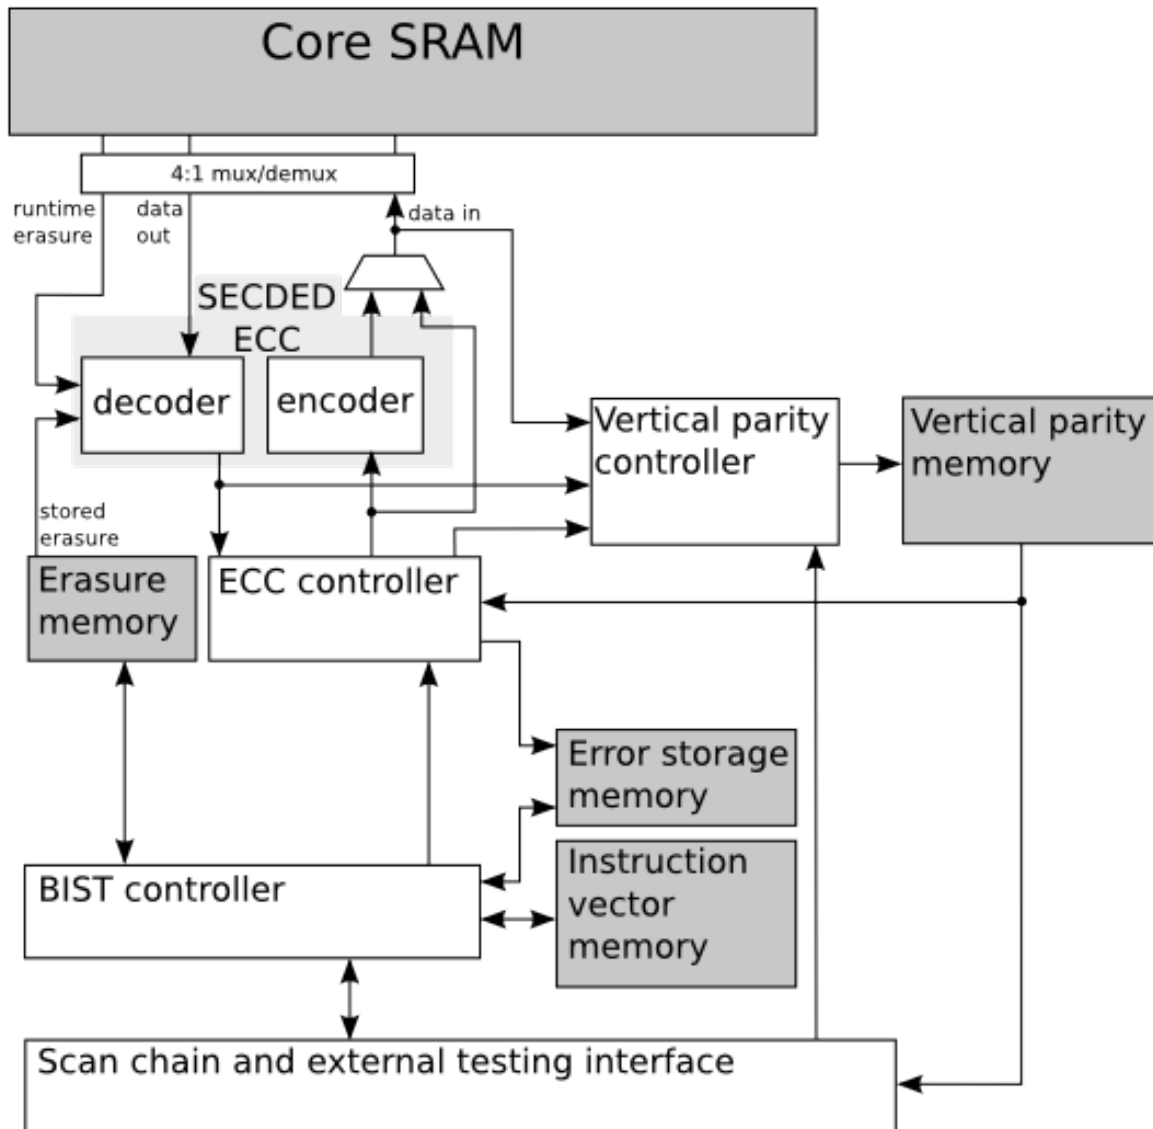 Core SRAM
4:1 mux/demux
runtime
erasure
data
out
data in
SECDED
ECC
decoder
encoder
Vertical parity
controller
Vertical parity
memory
stored
erasure
Erasure
memory
ECC controller
Error storage
memory
Instruction
vector
memory
BIST controller
Scan chain and external testing interface